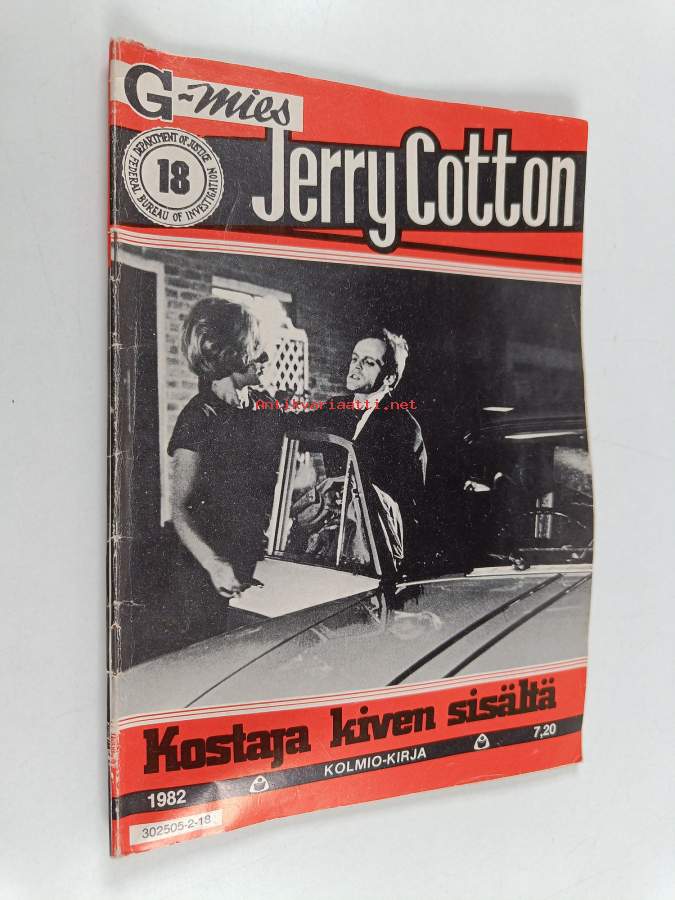 G-mies
Jerry Cotton
DEPARTMENT OF JUSTICE
18
FEDERAL BUREAU OF INVESTIGATION
Antikvariaatti.net
Kostaja kiven sisältä
1982 KOLMIO-KIRJA 7,20
302505-2-18